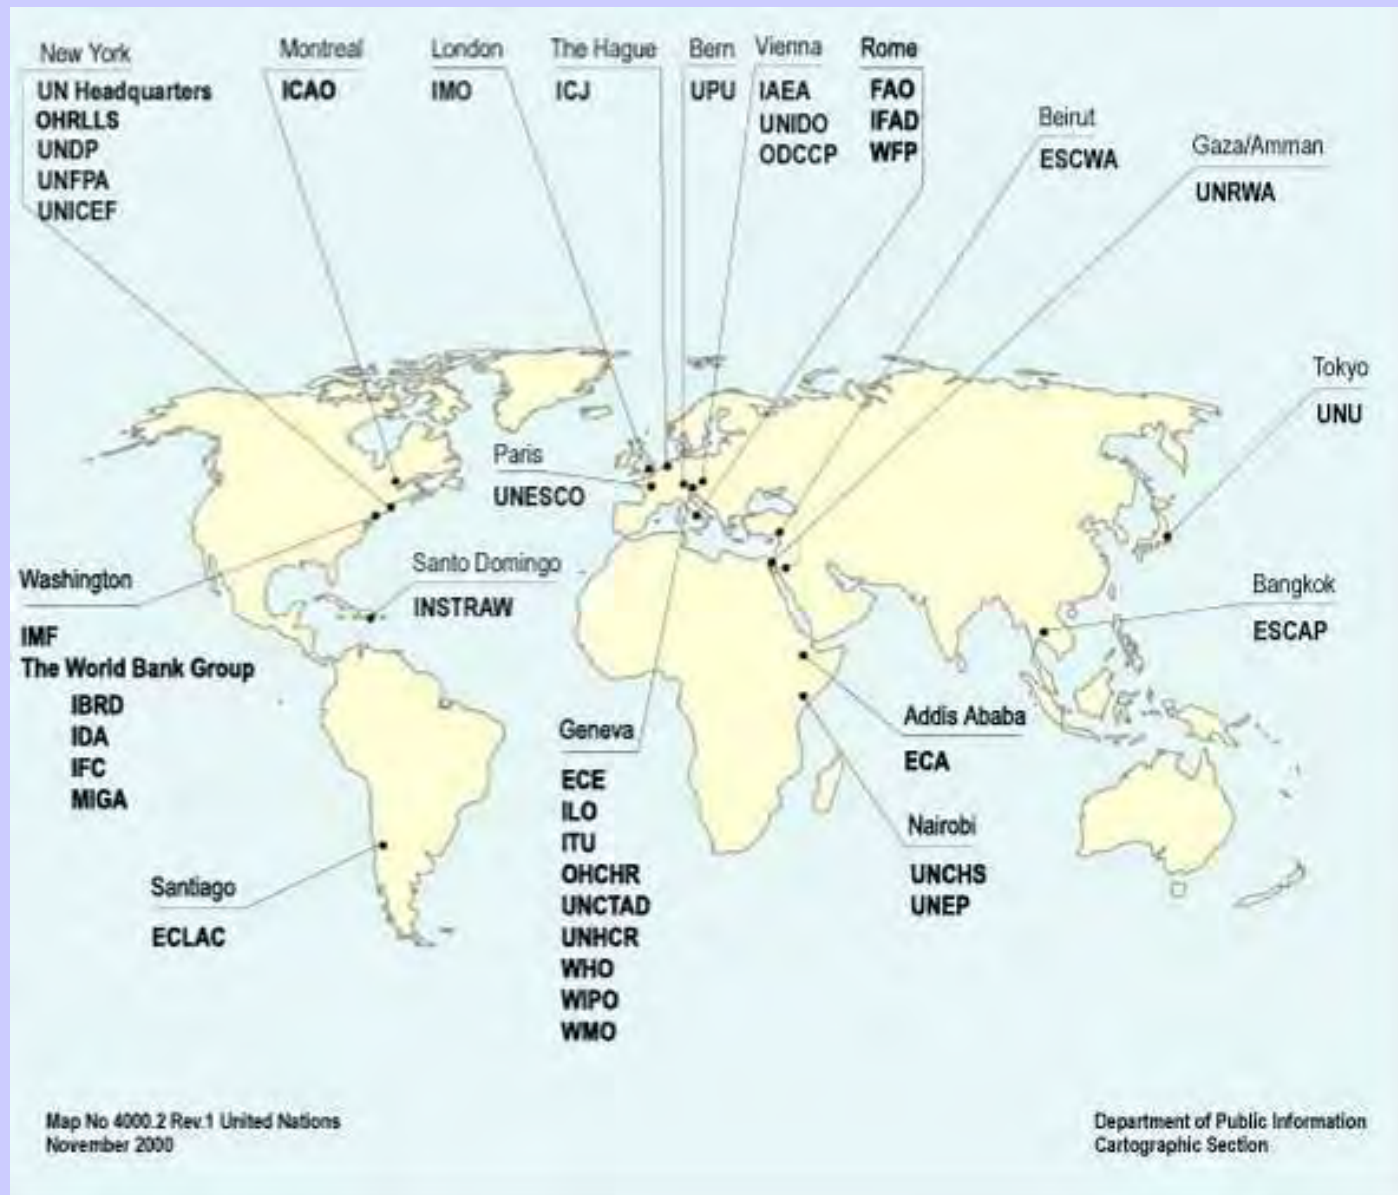 New York
UN Headquarters
OHRLLS
UNDP
UNFPA
UNICEF
Montreal
ICAO
London
IMO
The Hague
ICJ
Bern
UPU
Vienna
IAEA
UNIDO
ODCCP
Rome
FAO
IFAD
WFP
Beirut
ESCWA
Gaza/Amman
UNRWA
Tokyo
UNU
Paris
UNESCO
Washington
IMF
The World Bank Group
IBRD
IDA
IFC
MIGA
Santo Domingo
INSTRAW
Bangkok
ESCAP
Geneva
ECE
ILO
ITU
OHCHR
UNCTAD
UNHCR
WHO
WIPO
WMO
Addis Ababa
ECA
Nairobi
UNCHS
UNEP
Santiago
ECLAC
Map No 4000.2 Rev.1 United Nations
November 2000
Department of Public Information
Cartographic Section